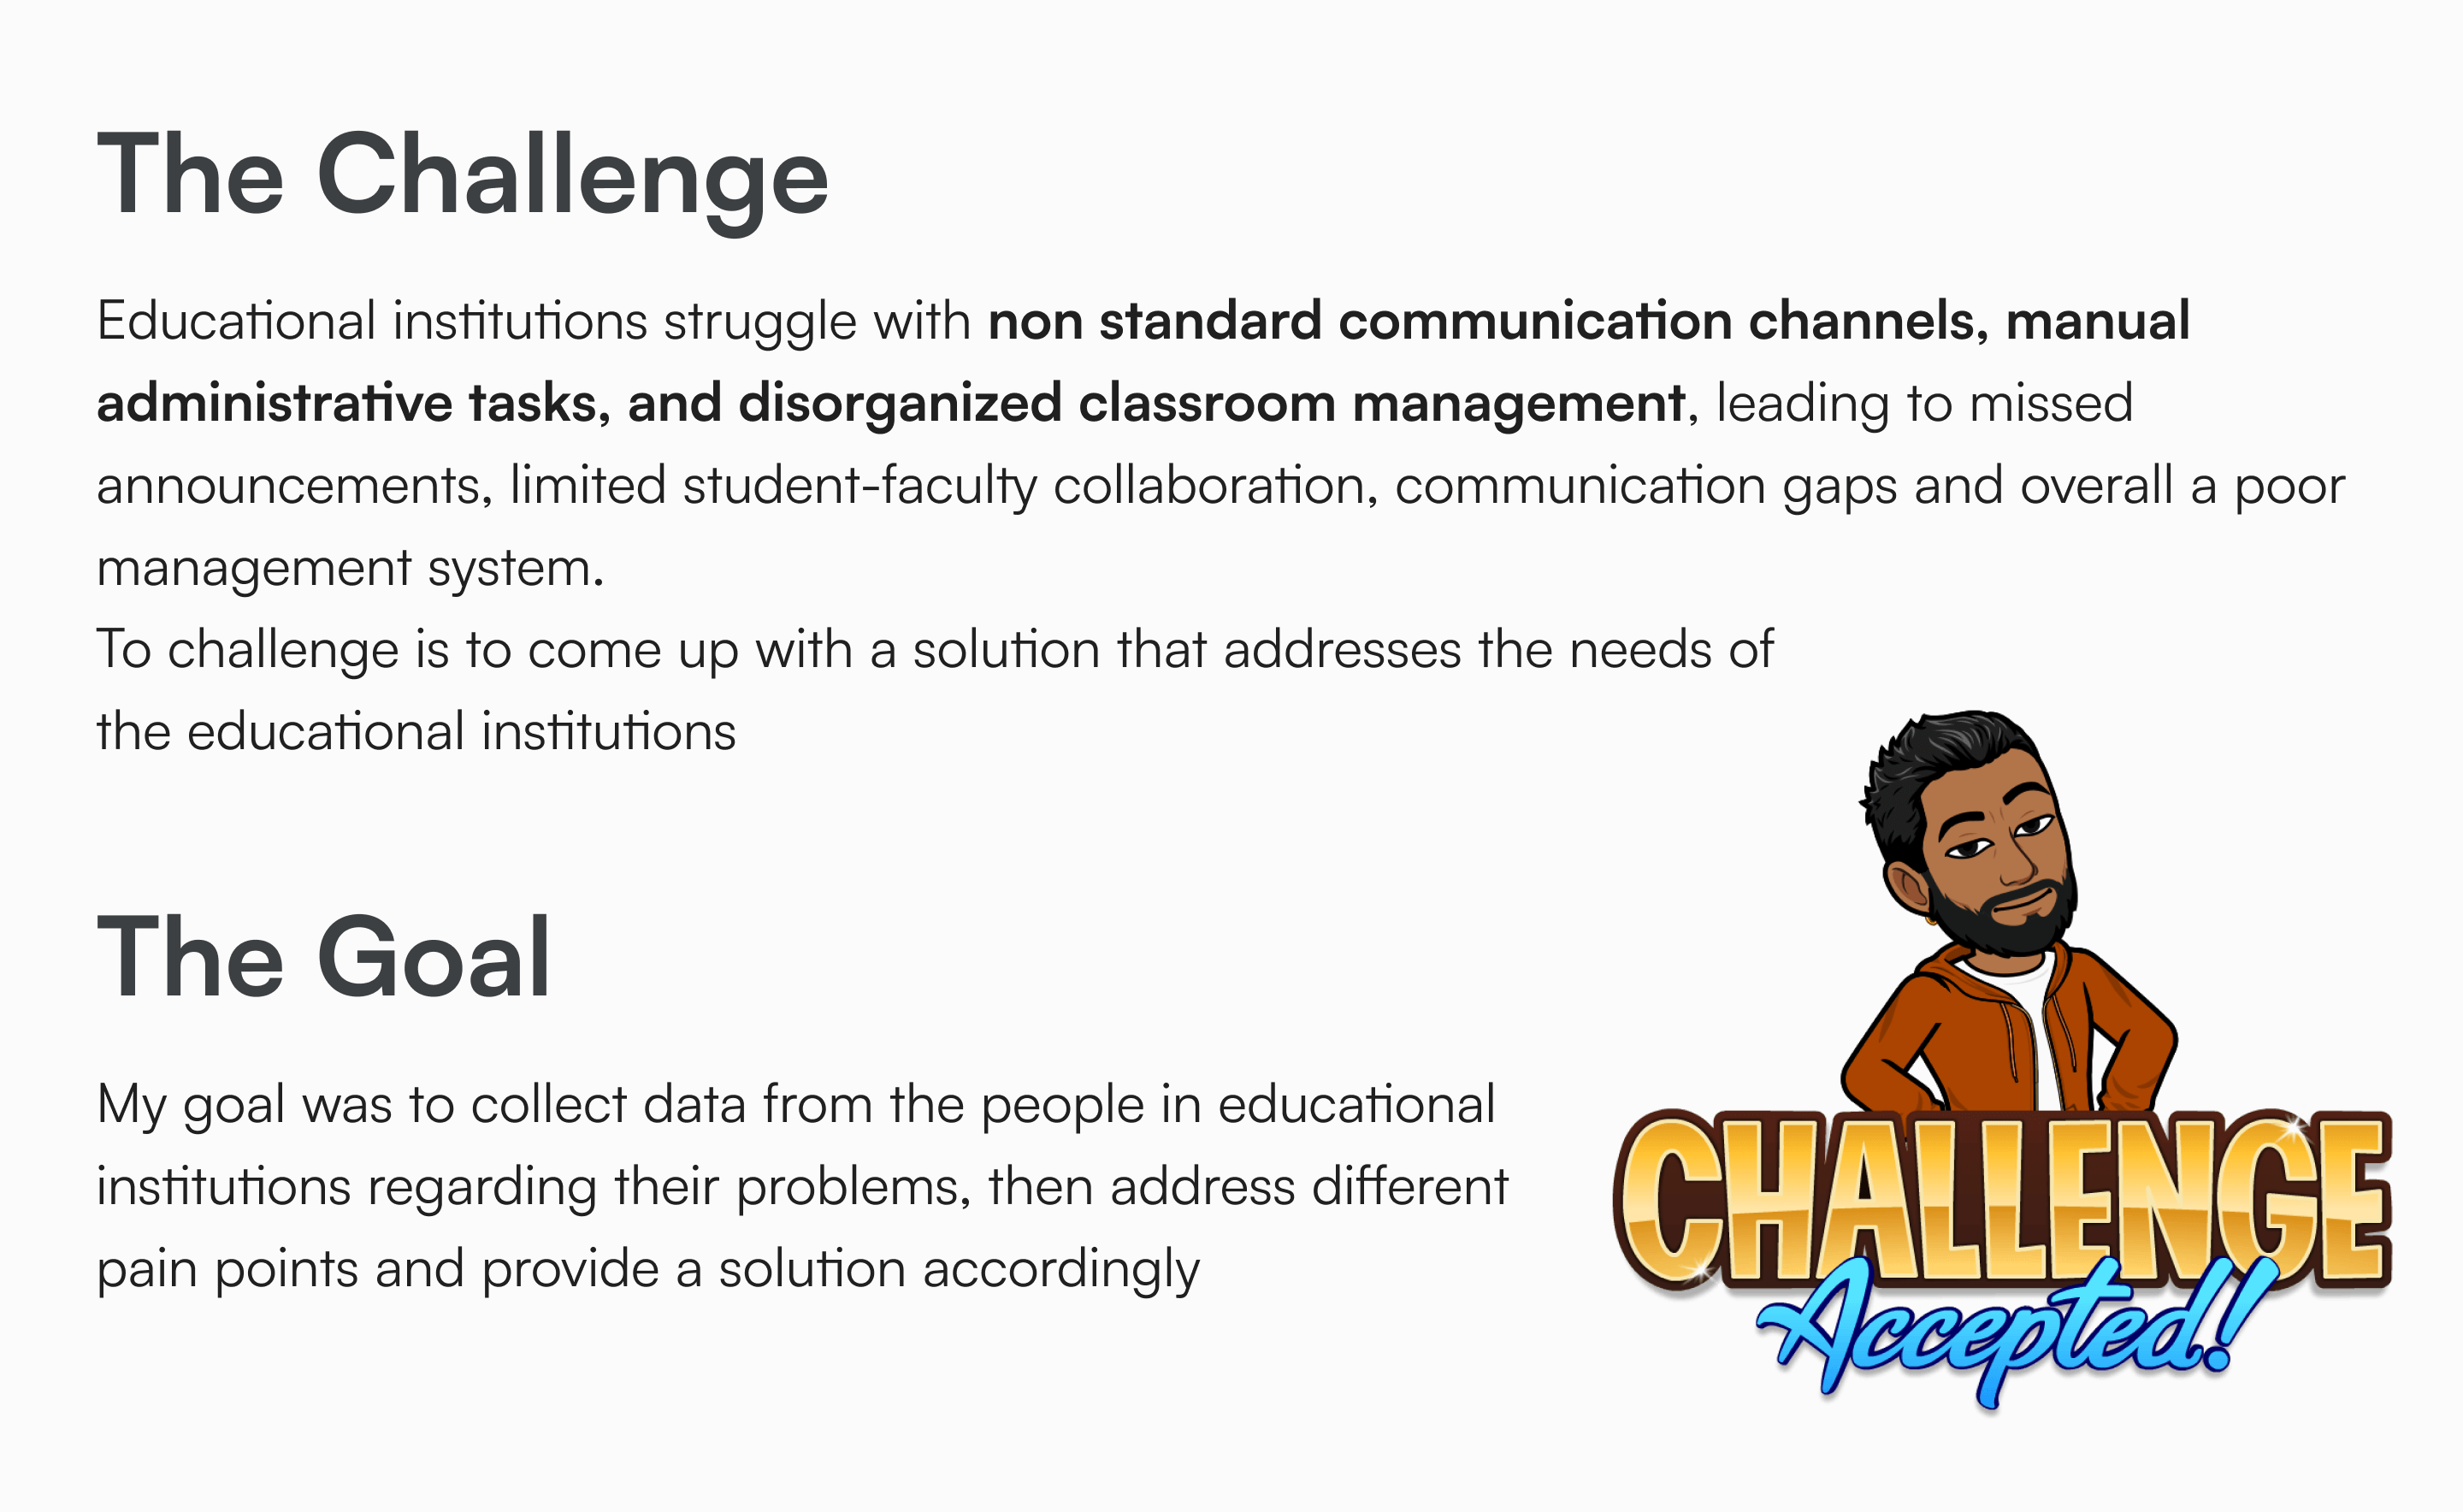 The Challenge
Educational institutions struggle with non standard communication channels, manual
administrative tasks, and disorganized classroom management, leading to missed
announcements, limited student-faculty collaboration, communication gaps and overall a poor
management system.
To challenge is to come up with a solution that addresses the needs of
the educational institutions
The Goal
My goal was to collect data from the people in educational
institutions regarding their problems, then address different
pain points and provide a solution accordingly
CHALLENGE
Accepted!